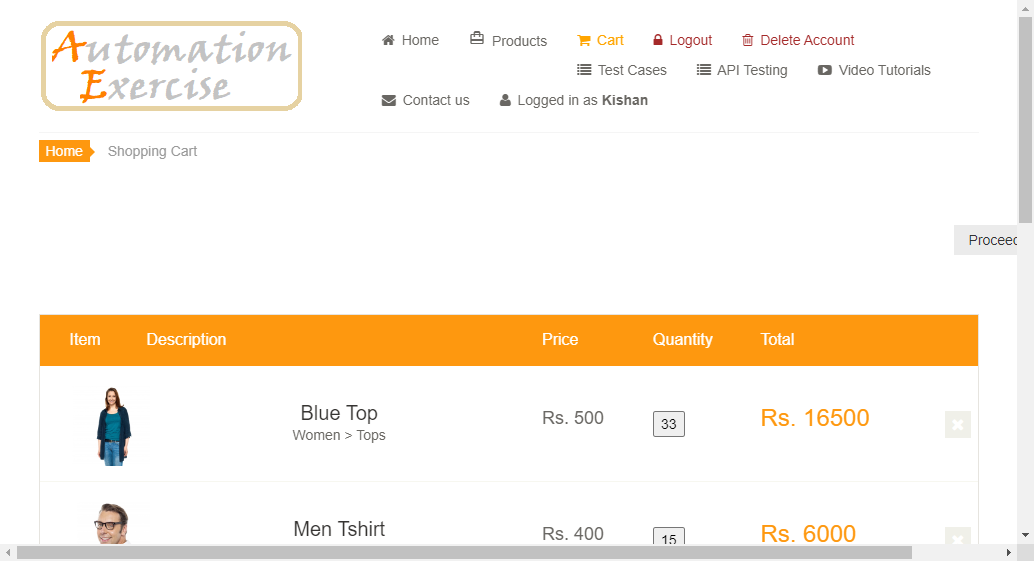 Automation
Exercise
Home Products Cart Logout Delete Account
Test Cases API Testing Video Tutorials
Contact us Logged in as Kishan
Home Shopping Cart
Item Description Price Quantity Total
Blue Top
Women > Tops
Rs. 500 33 Rs. 16500
Men Tshirt
Rs. 400 15 Rs. 6000